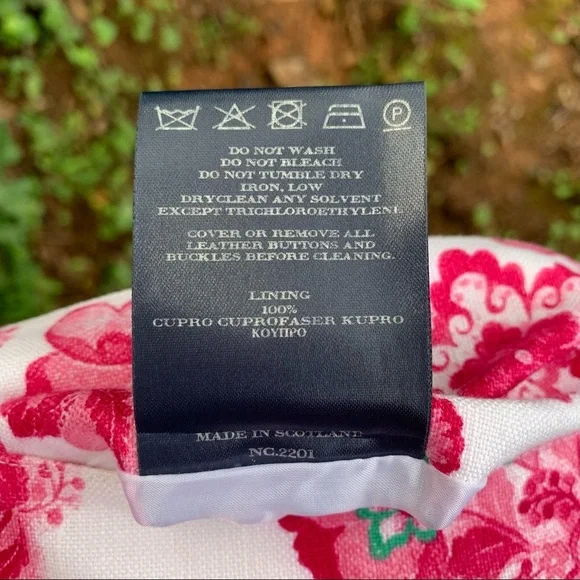 P
DO NOT WASH
DO NOT BLEACH
DO NOT TUMBLE DRY
IRON, LOW
DRYCLEAN ANY SOLVENT
EXCEPT TRICHLOROETHYLENE
COVER OR REMOVE ALL
LEATHER BUTTONS AND
BUCKLES BEFORE CLEANING.
LINING
100%
CUPRO CUPROFASER KUPRO
ΚΟΥΠΡΟ
MADE IN SCOTLAND
NC.2201